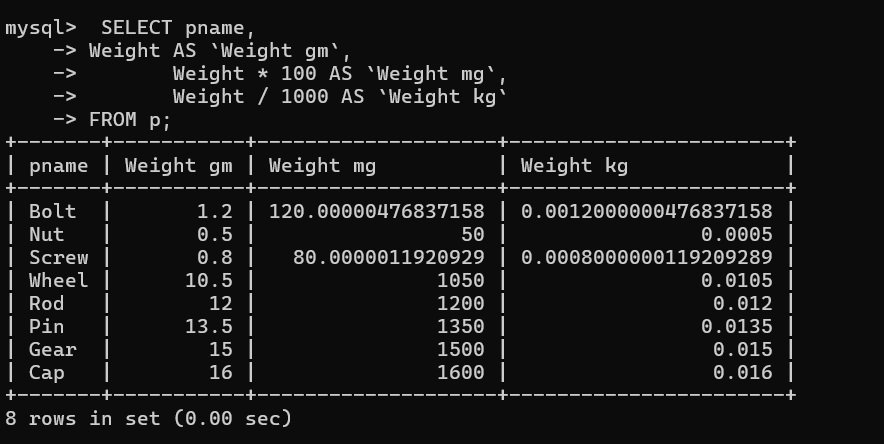 mysql>  SELECT pname,
    -> Weight AS `Weight gm`,
    ->        Weight * 100 AS `Weight mg`,
    ->        Weight / 1000 AS `Weight kg`
    -> FROM p;
+-------+-----------+--------------------+-----------------------+
| pname | Weight gm | Weight mg          | Weight kg             |
+-------+-----------+--------------------+-----------------------+
| Bolt  |       1.2 | 120.00000476837158 | 0.0012000000476837158 |
| Nut   |       0.5 |                 50 |                0.0005 |
| Screw |       0.8 |   80.0000011920929 | 0.0008000000119209289 |
| Wheel |      10.5 |               1050 |                0.0105 |
| Rod   |        12 |               1200 |                 0.012 |
| Pin   |      13.5 |               1350 |                0.0135 |
| Gear  |        15 |               1500 |                 0.015 |
| Cap   |        16 |               1600 |                 0.016 |
+-------+-----------+--------------------+-----------------------+
8 rows in set (0.00 sec)